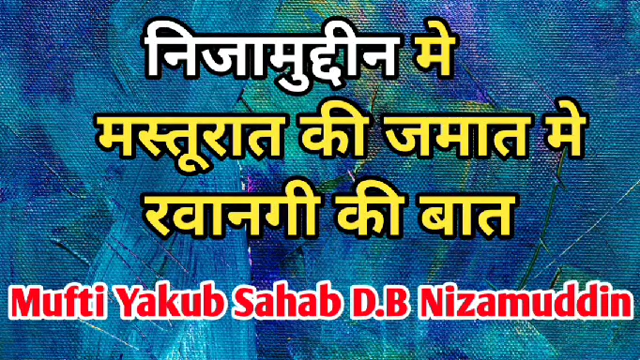 निजामुद्दीन मे
मस्तूरात की जमात मे
रवानगी की बात
Mufti Yakub Sahab D.B Nizamuddin